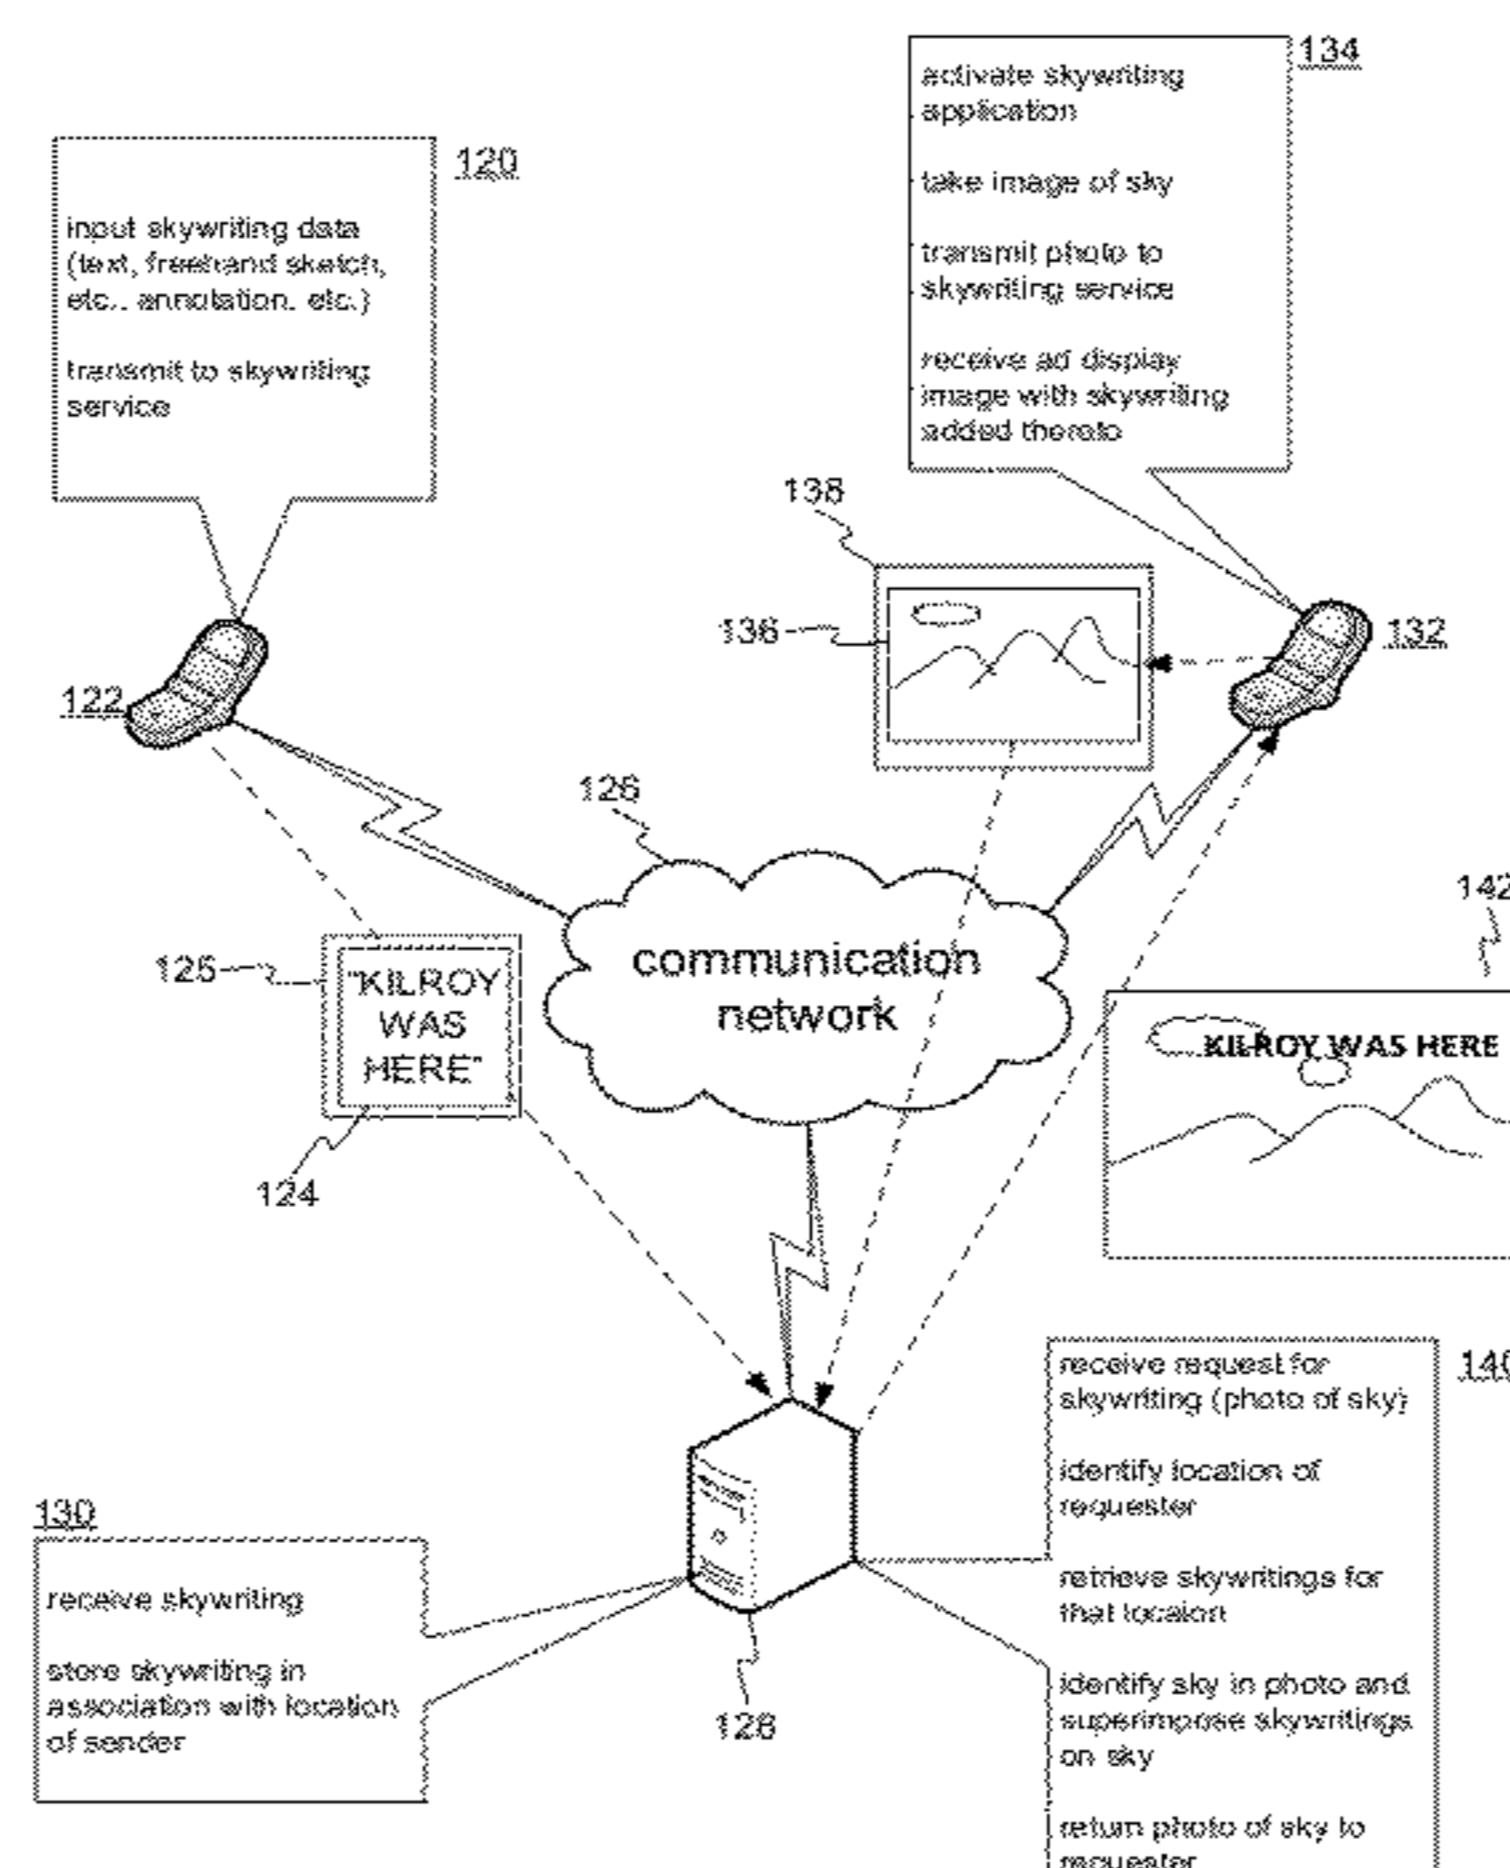 134
activate skywriting
application
take image of sky
transmit photo to
skywriting service
receive ad display
image with skywriting
added thereto
120
input skywriting data
(text, freehand sketch,
etc., annotation, etc.)
transmit to skywriting
service
138
136
132
122
126
142
communication
network
125
"KILROY
WAS
HERE"
124
KILROY WAS HERE
140
receive request for
skywriting (photo of sky)
identify location of
requester
retrieve skywritings for
that locaion
identify sky in photo and
superimpose skywritings
on sky
return photo of sky to
requester
130
receive skywriting
store skywriting in
association with location
of sender
128